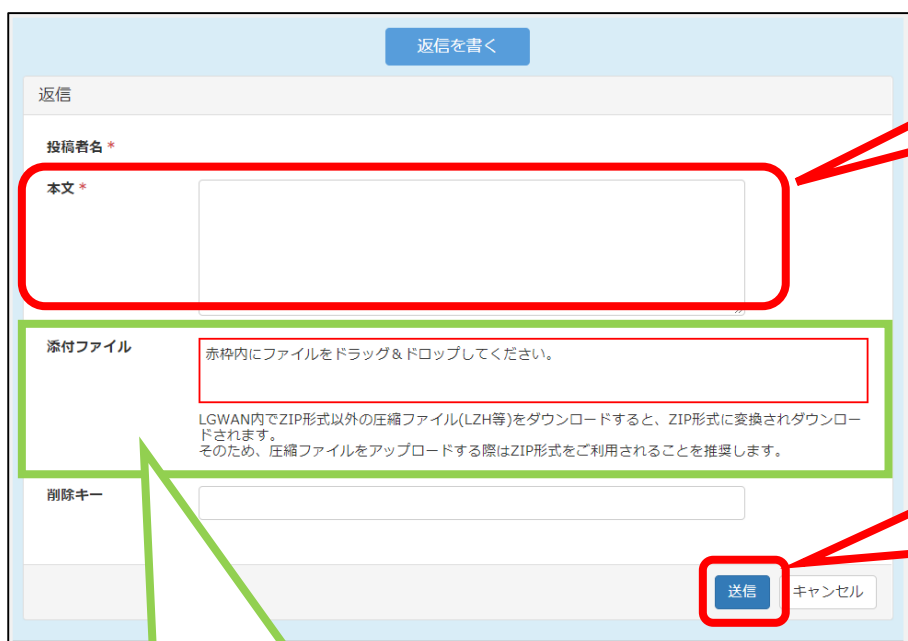 返信を書く
返信
投稿者名 *
本文 *
添付ファイル
赤枠内にファイルをドラッグ＆ドロップしてください。
LGWAN内でZIP形式以外の圧縮ファイル(LZH等)をダウンロードすると、ZIP形式に変換されダウンロー
ドされます。
そのため、圧縮ファイルをアップロードする際はZIP形式をご利用されることを推奨します。
削除キー
送信 キャンセル